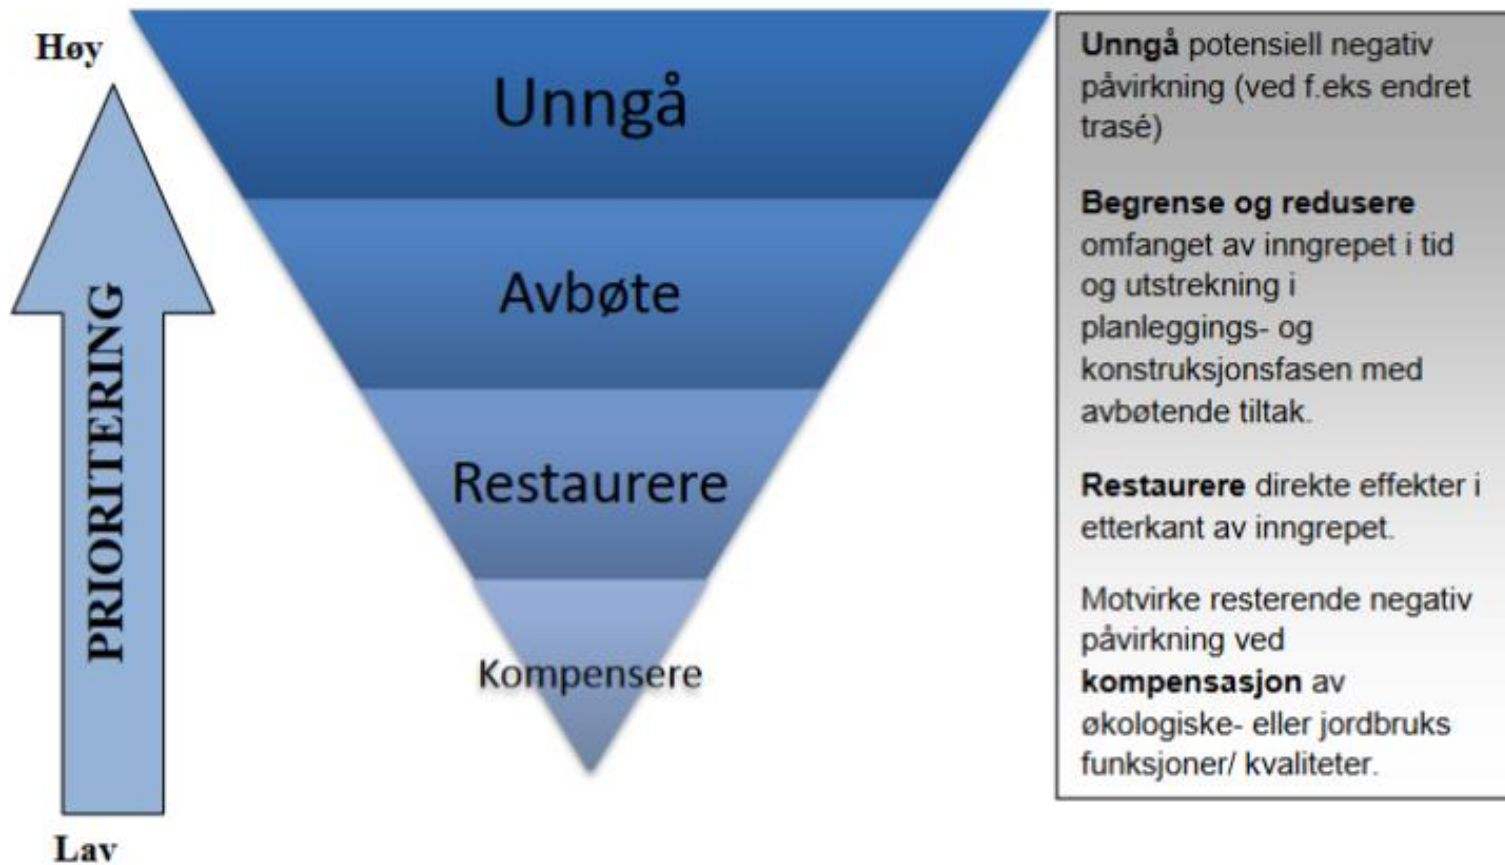 Høy
PRIORITERING
Lav
Unngå
Avbøte
Restaurere
Kompensere
Unngå potensiell negativ
påvirkning (ved f.eks endret
trasé)
Begrense og redusere
omfanget av inngrepet i tid
og utstrekning i
planleggings- og
konstruksjonsfasen med
avbøtende tiltak.
Restaurere direkte effekter i
etterkant av inngrepet.
Motvirke resterende negativ
påvirkning ved
kompensasjon av
økologiske- eller jordbruks
funksjoner/ kvaliteter.